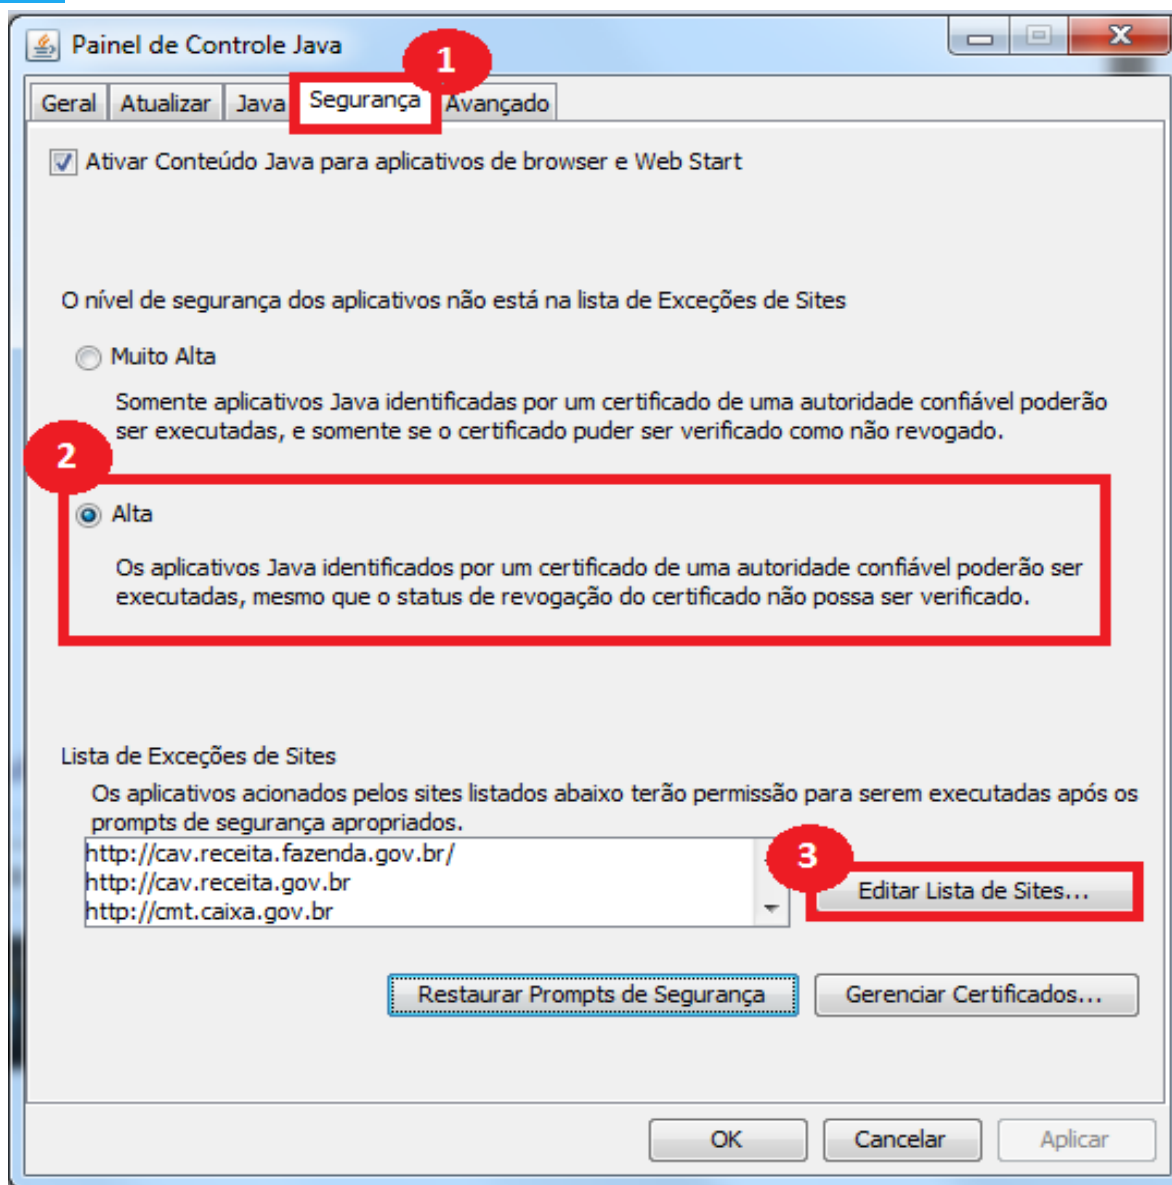 Painel de Controle Java
1
Geral Atualizar Java Segurança Avançado
Ativar Conteúdo Java para aplicativos de browser e Web Start
O nível de segurança dos aplicativos não está na lista de Exceções de Sites
Muito Alta
Somente aplicativos Java identificadas por um certificado de uma autoridade confiável poderão
ser executadas, e somente se o certificado puder ser verificado como não revogado.
2
Alta
Os aplicativos Java identificados por um certificado de uma autoridade confiável poderão ser
executadas, mesmo que o status de revogação do certificado não possa ser verificado.
Lista de Exceções de Sites
Os aplicativos acionados pelos sites listados abaixo terão permissão para serem executadas após os
prompts de segurança apropriados.
http://cav.receita.fazenda.gov.br/
http://cav.receita.gov.br
http://cmt.caixa.gov.br
3
Editar Lista de Sites...
Restaurar Prompts de Segurança Gerenciar Certificados...
OK Cancelar Aplicar